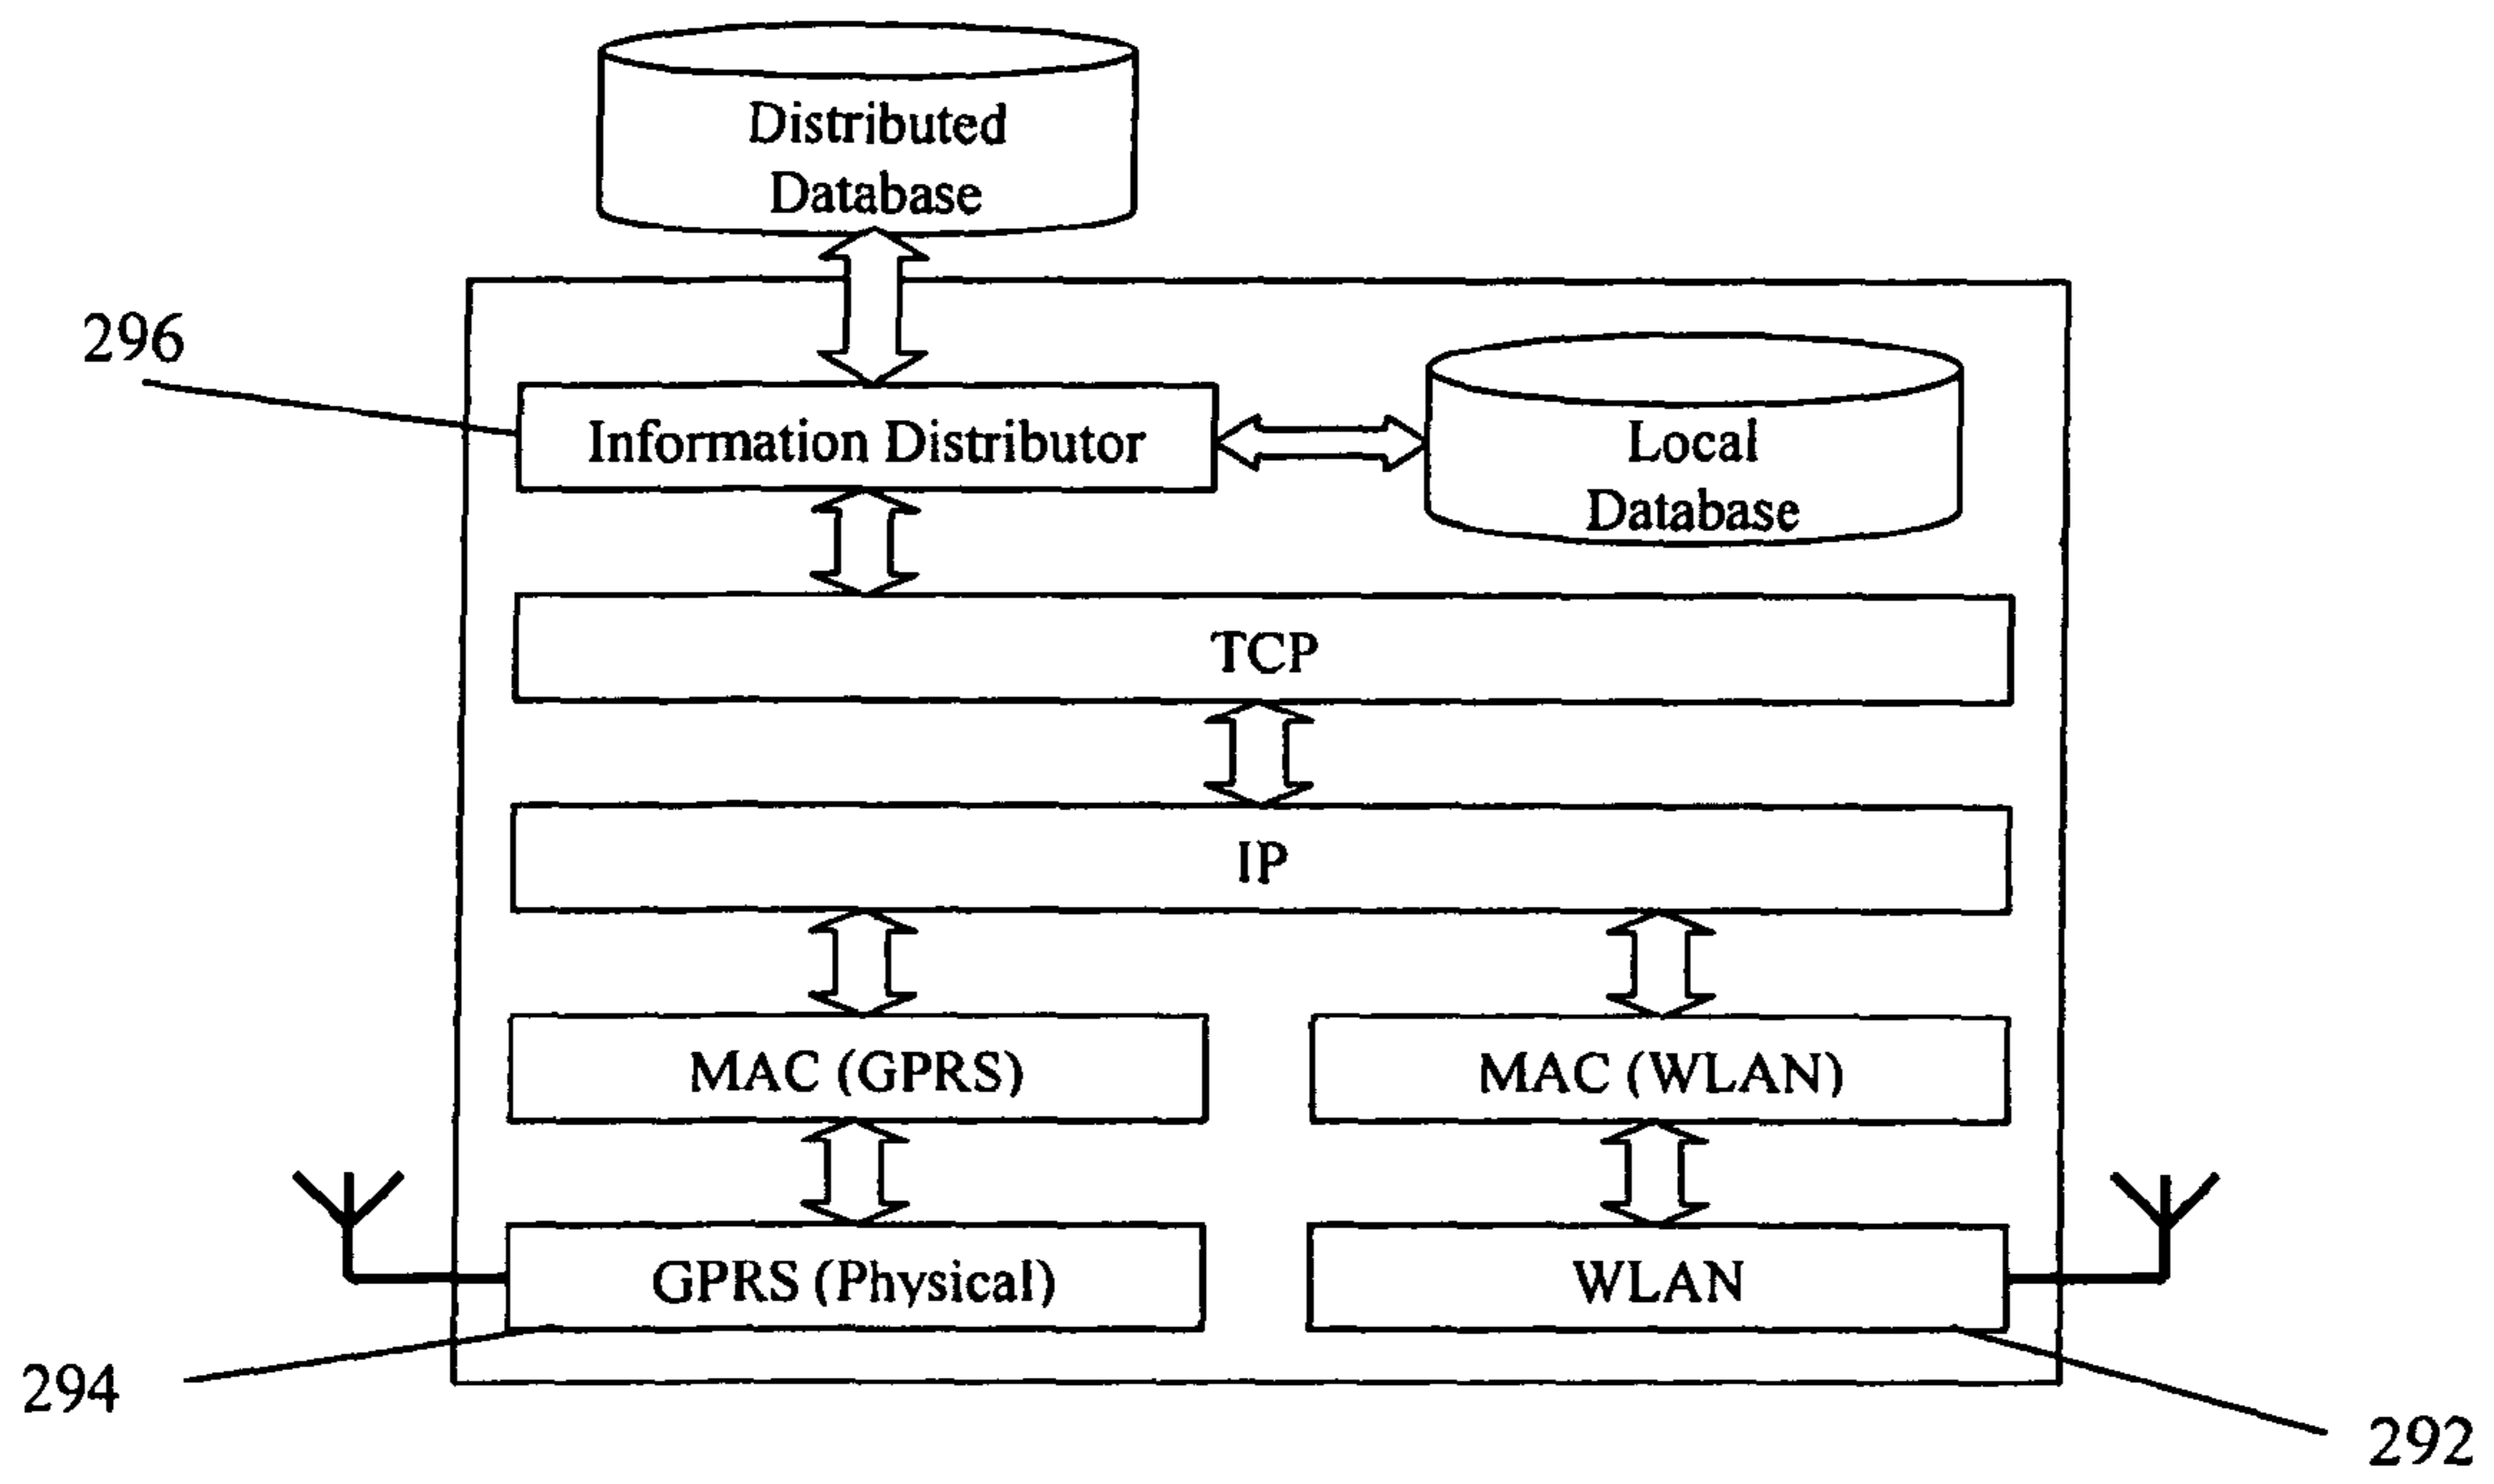 Distributed
Database
296
Information Distributor
Local
Database
TCP
IP
MAC (GPRS)
MAC (WLAN)
GPRS (Physical)
WLAN
294
292